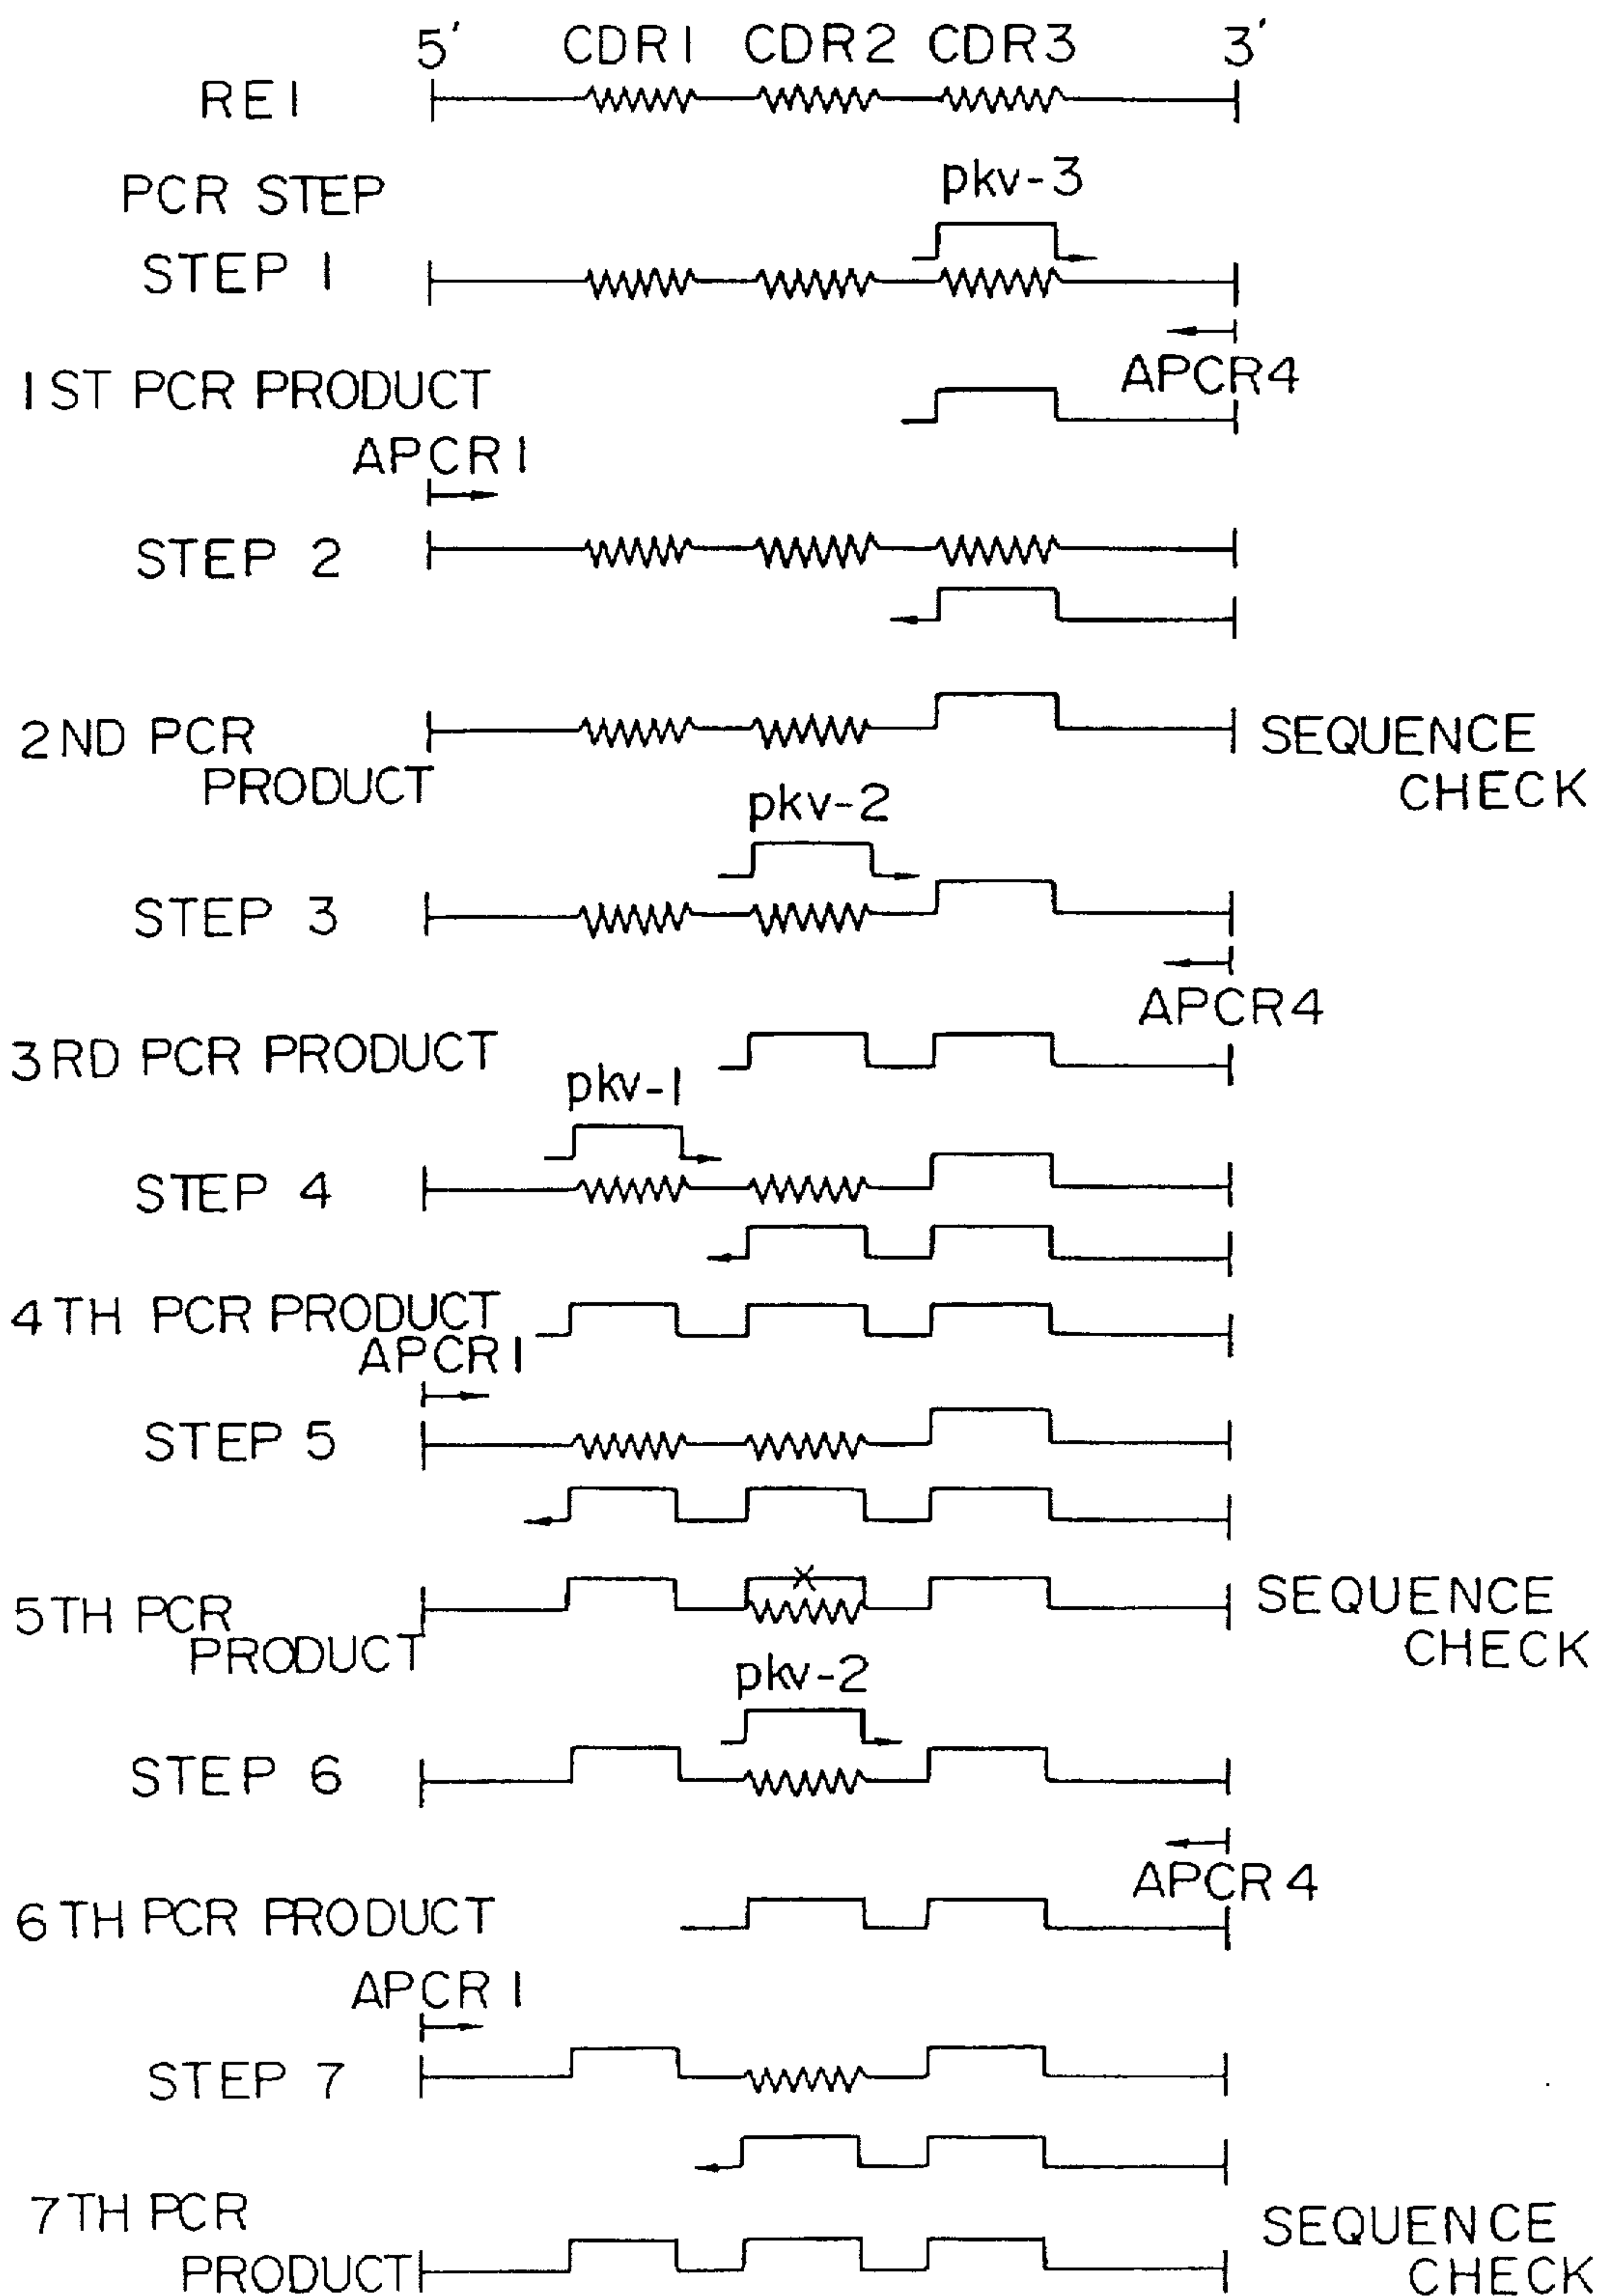 5' CDR1 CDR2 CDR3 3'
REI
PCR STEP
pkv-3
STEP 1
APCR4
1ST PCR PRODUCT
APCR1
STEP 2
2ND PCR PRODUCT
SEQUENCE CHECK
pkv-2
STEP 3
APCR4
3RD PCR PRODUCT
pkv-1
STEP 4
4TH PCR PRODUCT
APCR1
STEP 5
5TH PCR PRODUCT
SEQUENCE CHECK
pkv-2
STEP 6
APCR4
6TH PCR PRODUCT
APCR1
STEP 7
7TH PCR PRODUCT
SEQUENCE CHECK